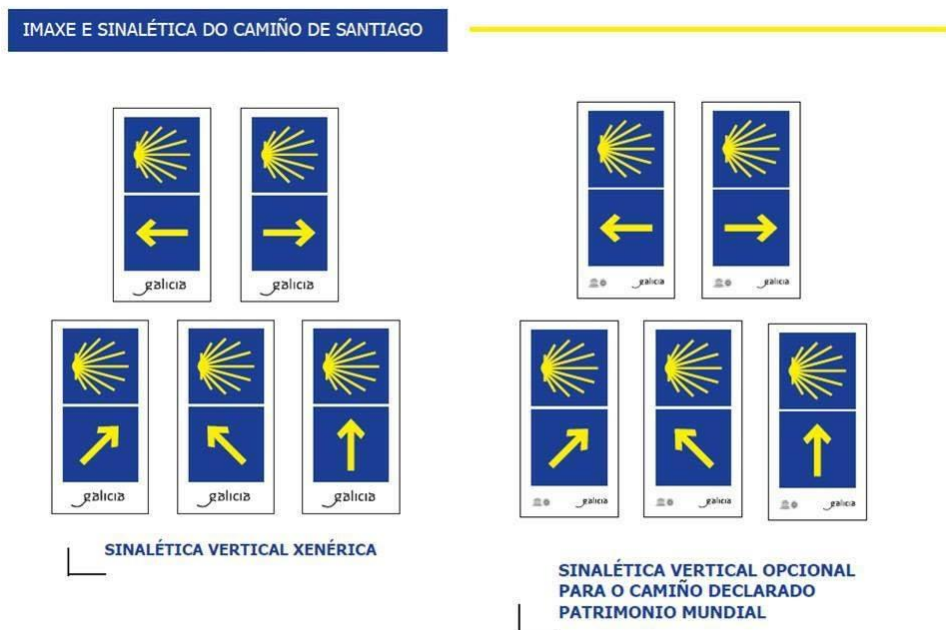 IMAXE E SINALÉTICA DO CAMIÑO DE SANTIAGO
galicia
galicia
galicia
galicia
galicia
SINALÉTICA VERTICAL XENÉRICA
galicia
galicia
galicia
galicia
galicia
SINALÉTICA VERTICAL OPCIONAL
PARA O CAMIÑO DECLARADO
PATRIMONIO MUNDIAL